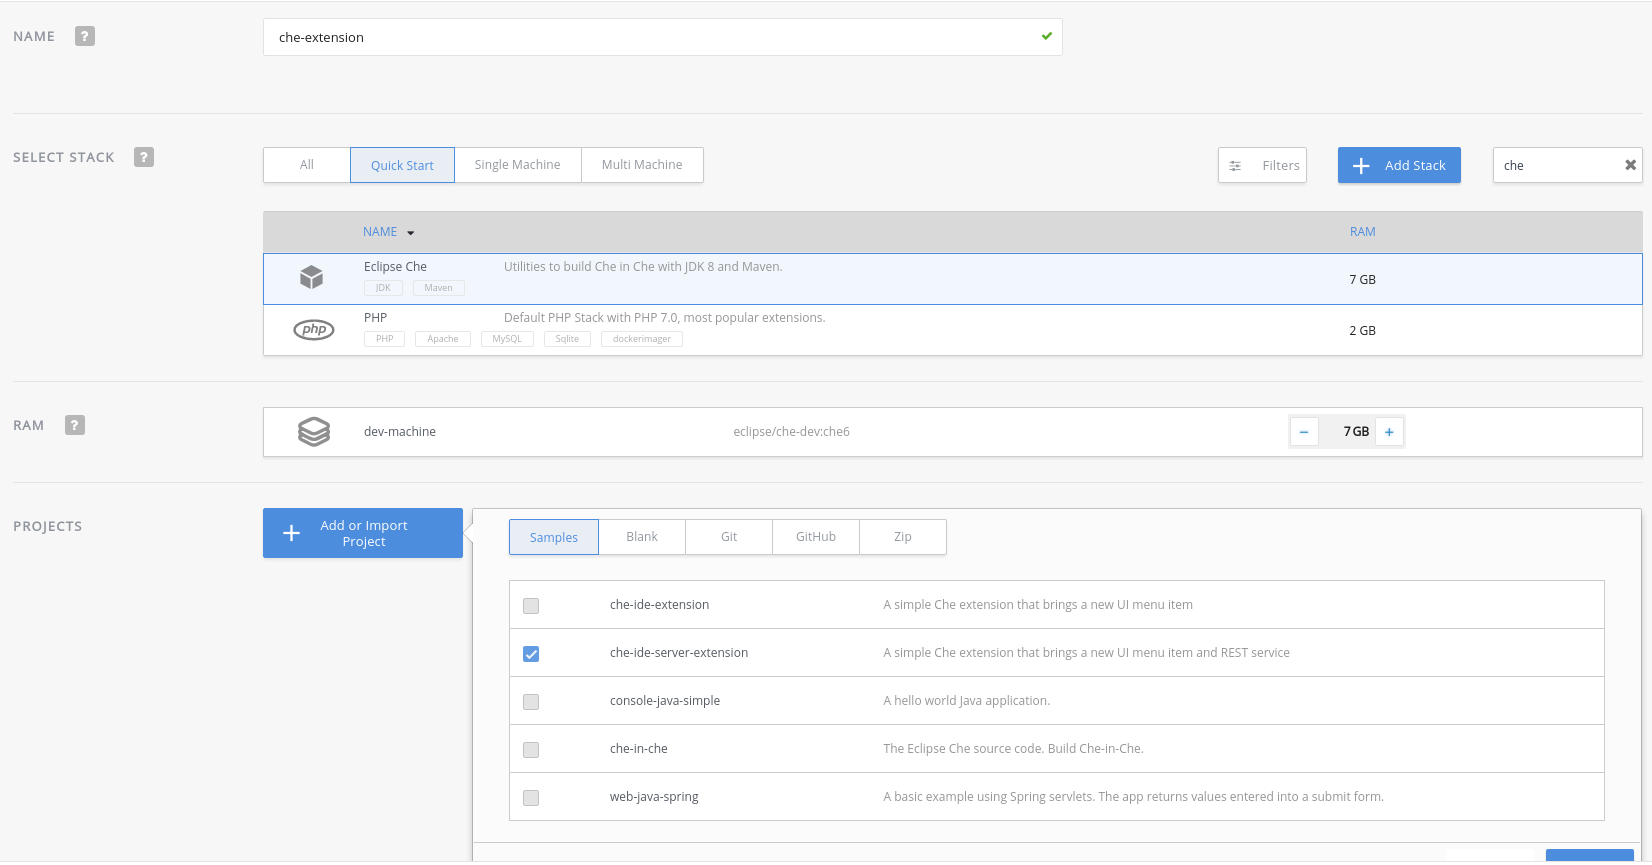 NAME ?
che-extension
SELECT STACK ?
All Quick Start Single Machine Multi Machine Filters Add Stack che
NAME RAM
Eclipse Che Utilities to build Che in Che with JDK 8 and Maven. 7 GB
JDK Maven
php PHP Default PHP Stack with PHP 7.0, most popular extensions. 2 GB
PHP Apache MySQL Sqlite dockerimager
RAM ? dev-machine eclipse/che-dev:che6 7 GB
PROJECTS
Add or Import
Project
Samples Blank Git GitHub Zip
che-ide-extension A simple Che extension that brings a new UI menu item
che-ide-server-extension A simple Che extension that brings a new UI menu item and REST service
console-java-simple A hello world Java application.
che-in-che The Eclipse Che source code. Build Che-in-Che.
web-java-spring A basic example using Spring servlets. The app returns values entered into a submit form.